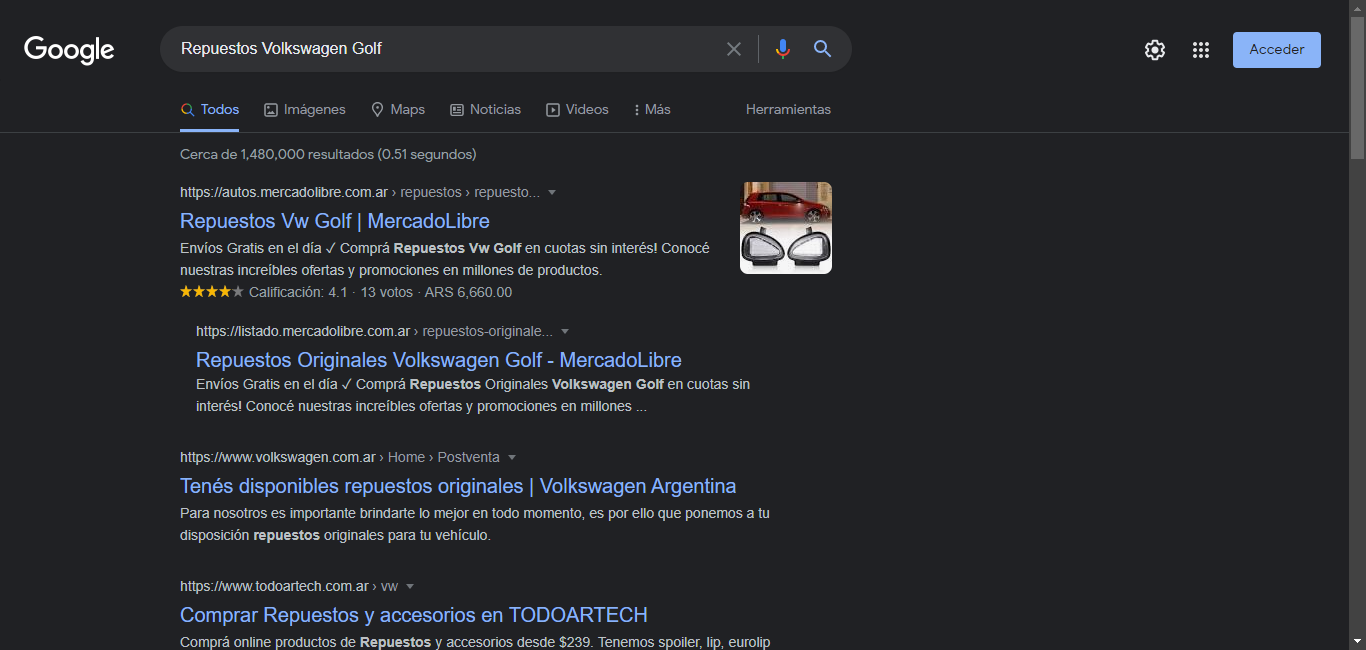 Google
Repuestos Volkswagen Golf
Acceder
Todos Imágenes Maps Noticias Videos Más Herramientas
Cerca de 1,480,000 resultados (0.51 segundos)
https://autos.mercadolibre.com.ar › repuestos › repuesto...
Repuestos Vw Golf | MercadoLibre
Envíos Gratis en el día ✓ Comprá Repuestos Vw Golf en cuotas sin interés! Conocé
nuestras increíbles ofertas y promociones en millones de productos.
Calificación: 4.1 · 13 votos · ARS 6,660.00
https://listado.mercadolibre.com.ar › repuestos-originale...
Repuestos Originales Volkswagen Golf - MercadoLibre
Envíos Gratis en el día ✓ Comprá Repuestos Originales Volkswagen Golf en cuotas sin
interés! Conocé nuestras increíbles ofertas y promociones en millones ...
https://www.volkswagen.com.ar › Home › Postventa
Tenés disponibles repuestos originales | Volkswagen Argentina
Para nosotros es importante brindarte lo mejor en todo momento, es por ello que ponemos a tu
disposición repuestos originales para tu vehículo.
https://www.todoartech.com.ar › vw
Comprar Repuestos y accesorios en TODOARTECH
Comprá online productos de Repuestos y accesorios desde $239. Tenemos spoiler, lip, eurolip